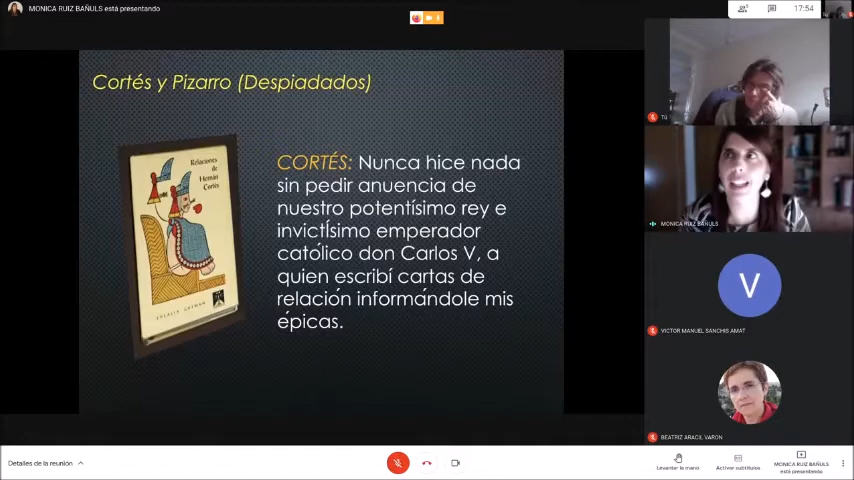 MONICA RUIZ BAÑULS está presentando
17:54
Cortés y Pizarro (Despiadados)
Relaciones
de
Hernán
Cortés
EULALIA GUZMAN
CORTÉS: Nunca hice nada
sin pedir anuencia de
nuestro potentísimo rey e
invictísimo emperador
católico don Carlos V, a
quien escribí cartas de
relación informándole mis
épicas.
Tú
MONICA RUIZ BAÑULS
V
VICTOR MANUEL SANCHIS AMAT
BEATRIZ ARACIL VARON
Detalles de la reunión
Levantar la mano
Activar subtítulos
MONICA RUIZ BAÑULS
está presentando